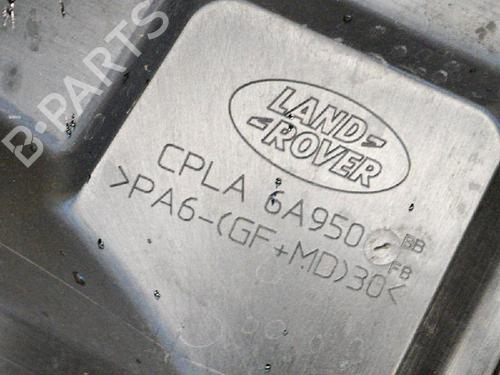 B-PARTS
LAND-
-ROVER
CPLA 6A950 BB
FB
>PA6-(GF+MD)30<